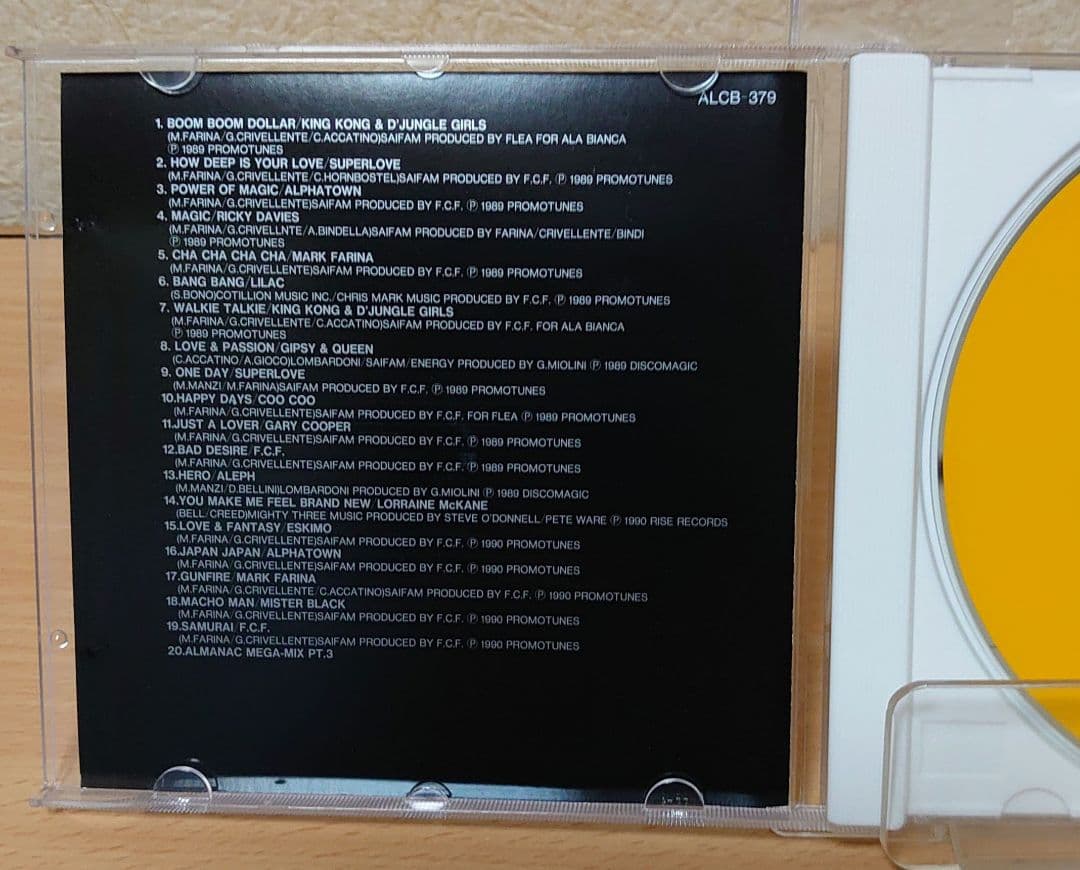 ALCB-379
1. BOOM BOOM DOLLAR/KING KONG & D'JUNGLE GIRLS
(M.FARINA/G.CRIVELLENTE/C.ACCATINO)SAIFAM PRODUCED BY FLEA FOR ALA BIANCA
Ⓟ 1989 PROMOTUNES
2. HOW DEEP IS YOUR LOVE/SUPERLOVE
(M.FARINA/G.CRIVELLENTE/C.HORNBOSTEL)SAIFAM PRODUCED BY F.C.F. Ⓟ 1989 PROMOTUNES
3. POWER OF MAGIC/ALPHATOWN
(M.FARINA/G.CRIVELLENTE)SAIFAM PRODUCED BY F.C.F. Ⓟ 1989 PROMOTUNES
4. MAGIC/RICKY DAVIES
(M.FARINA/G.CRIVELLNTE/A.BINDELLA)SAIFAM PRODUCED BY FARINA/CRIVELLENTE/BINDI
Ⓟ 1989 PROMOTUNES
5. CHA CHA CHA CHA/MARK FARINA
(M.FARINA/G.CRIVELLENTE)SAIFAM PRODUCED BY F.C.F. Ⓟ 1989 PROMOTUNES
6. BANG BANG/LILAC
(S.BONO)COTILLION MUSIC INC./CHRIS MARK MUSIC PRODUCED BY F.C.F. Ⓟ 1989 PROMOTUNES
7. WALKIE TALKIE/KING KONG & D'JUNGLE GIRLS
(M.FARINA/G.CRIVELLENTE/C.ACCATINO)SAIFAM PRODUCED BY F.C.F. FOR ALA BIANCA
Ⓟ 1989 PROMOTUNES
8. LOVE & PASSION/GIPSY & QUEEN
(C.ACCATINO/A.GIOCO)LOMBARDONI/SAIFAM/ENERGY PRODUCED BY G.MIOLINI Ⓟ 1989 DISCOMAGIC
9. ONE DAY/SUPERLOVE
(M.MANZI/M.FARINA)SAIFAM PRODUCED BY F.C.F. Ⓟ 1989 PROMOTUNES
10.HAPPY DAYS/COO COO
(M.FARINA/G.CRIVELLENTE)SAIFAM PRODUCED BY F.C.F. FOR FLEA Ⓟ 1989 PROMOTUNES
11.JUST A LOVER/GARY COOPER
(M.FARINA/G.CRIVELLENTE)SAIFAM PRODUCED BY F.C.F. Ⓟ 1989 PROMOTUNES
12.BAD DESIRE/F.C.F.
(M.FARINA/G.CRIVELLENTE)SAIFAM PRODUCED BY F.C.F. Ⓟ 1989 PROMOTUNES
13.HERO/ALEPH
(M.MANZI/D.BELLINI)LOMBARDONI PRODUCED BY G.MIOLINI Ⓟ 1989 DISCOMAGIC
14.YOU MAKE ME FEEL BRAND NEW/LORRAINE McKANE
(BELL/CREED)MIGHTY THREE MUSIC PRODUCED BY STEVE O'DONNELL/PETE WARE Ⓟ 1990 RISE RECORDS
15.LOVE & FANTASY/ESKIMO
(M.FARINA/G.CRIVELLENTE)SAIFAM PRODUCED BY F.C.F. Ⓟ 1990 PROMOTUNES
16.JAPAN JAPAN/ALPHATOWN
(M.FARINA/G.CRIVELLENTE)SAIFAM PRODUCED BY F.C.F. Ⓟ 1990 PROMOTUNES
17.GUNFIRE/MARK FARINA
(M.FARINA/G.CRIVELLENTE/C.ACCATINO)SAIFAM PRODUCED BY F.C.F. Ⓟ 1990 PROMOTUNES
18.MACHO MAN/MISTER BLACK
(M.FARINA/G.CRIVELLENTE)SAIFAM PRODUCED BY F.C.F. Ⓟ 1990 PROMOTUNES
19.SAMURAI/F.C.F.
(M.FARINA/G.CRIVELLENTE)SAIFAM PRODUCED BY F.C.F. Ⓟ 1990 PROMOTUNES
20.ALMANAC MEGA-MIX PT.3